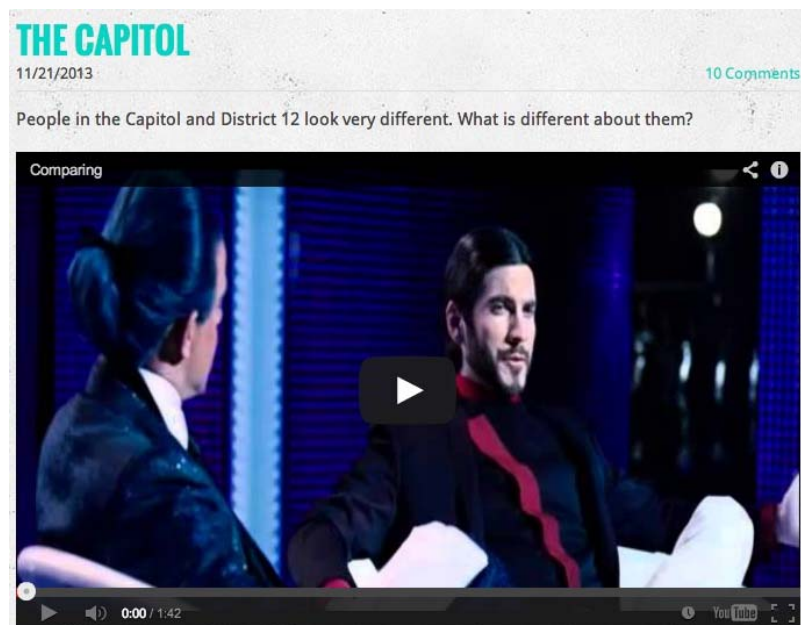 THE CAPITOL
11/21/2013
10 Comments
People in the Capitol and District 12 look very different. What is different about them?
Comparing
0:00 / 1:42
YouTube